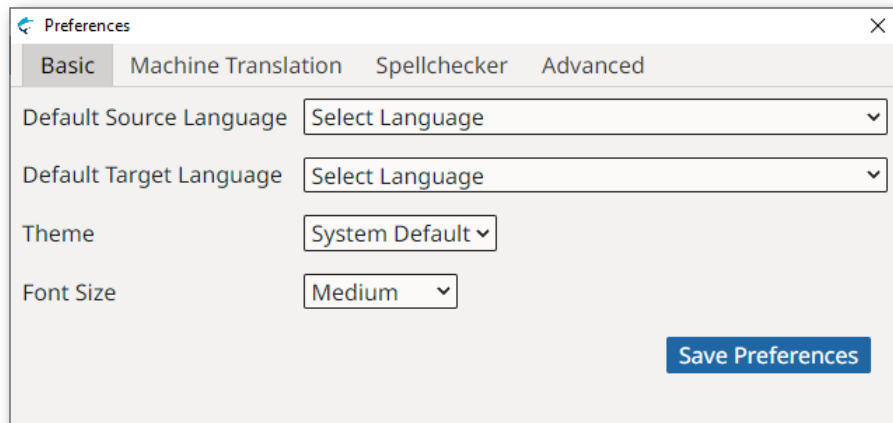 Preferences
Basic Machine Translation Spellchecker Advanced
Default Source Language Select Language
Default Target Language Select Language
Theme System Default
Font Size Medium
Save Preferences